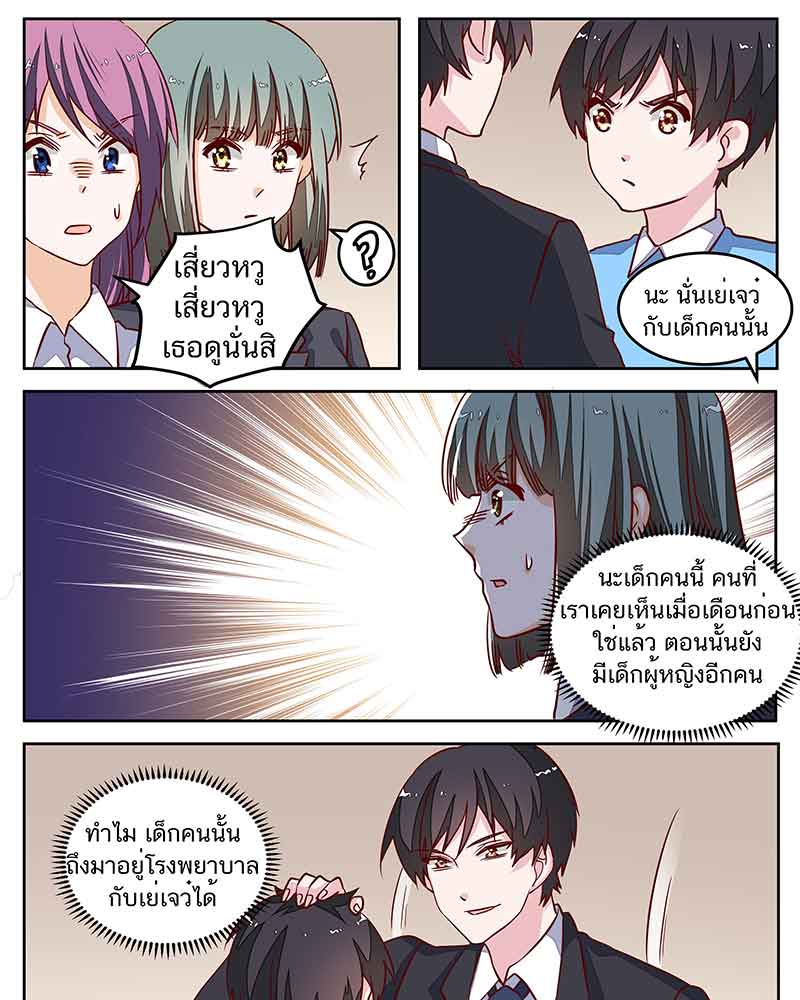 เสี่ยวหวู
เสี่ยวหวู
เธอดูนั่นสิ
?
นะ นั่นเย่เจว๋
กับเด็กคนนั้น
นะเด็กคนนี้ คนที่
เราเคยเห็นเมื่อเดือนก่อน
ใช่แล้ว ตอนนั้นยัง
มีเด็กผู้หญิงอีกคน
ทำไม เด็กคนนั้น
ถึงมาอยู่โรงพยาบาล
กับเย่เจว๋ได้